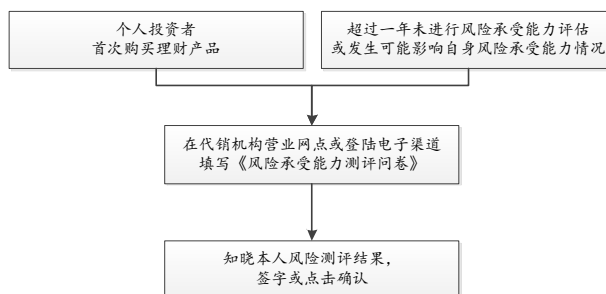 个人投资者
首次购买理财产品
超过一年未进行风险承受能力评估
或发生可能影响自身风险承受能力情况
在代销机构营业网点或登陆电子渠道
填写《风险承受能力测评问卷》
知晓本人风险测评结果，
签字或点击确认